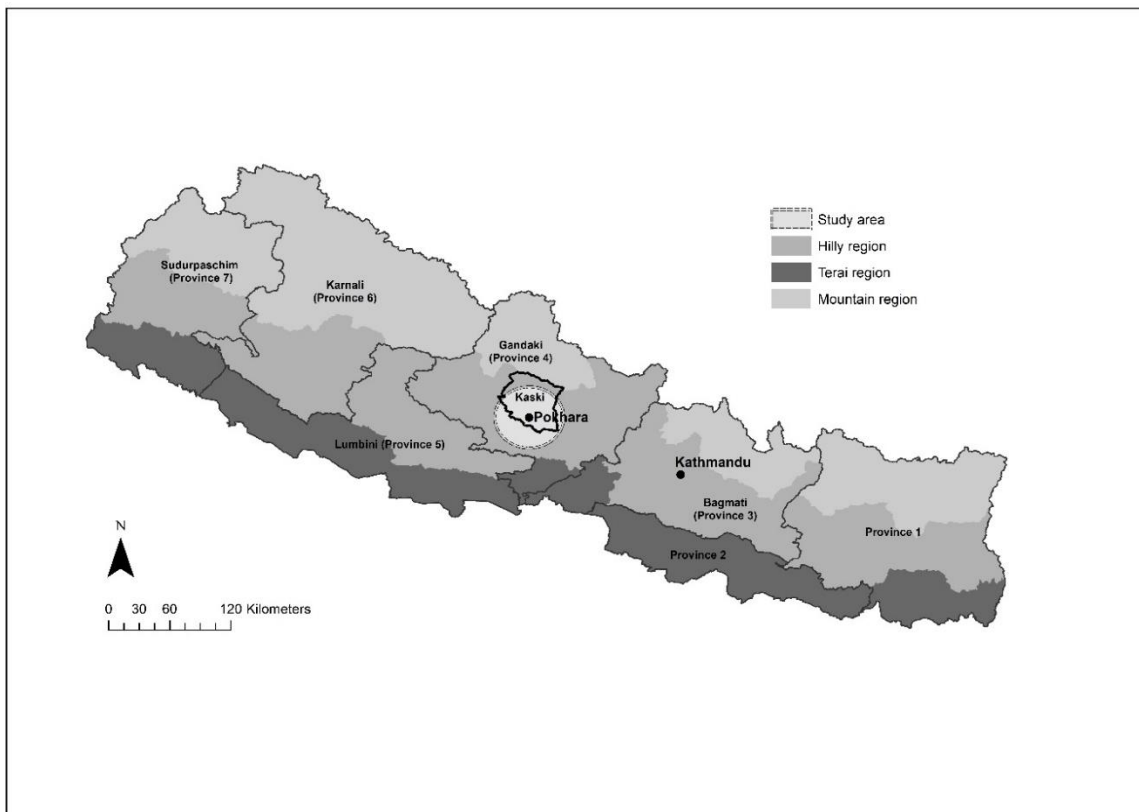 Study area
Hilly region
Terai region
Mountain region
Sudurpaschim
(Province 7)
Karnali
(Province 6)
Gandaki
(Province 4)
Kaski
Pokhara
Lumbini (Province 5)
Kathmandu
Bagmati
(Province 3)
Province 1
Province 2
N
0 30 60 120 Kilometers